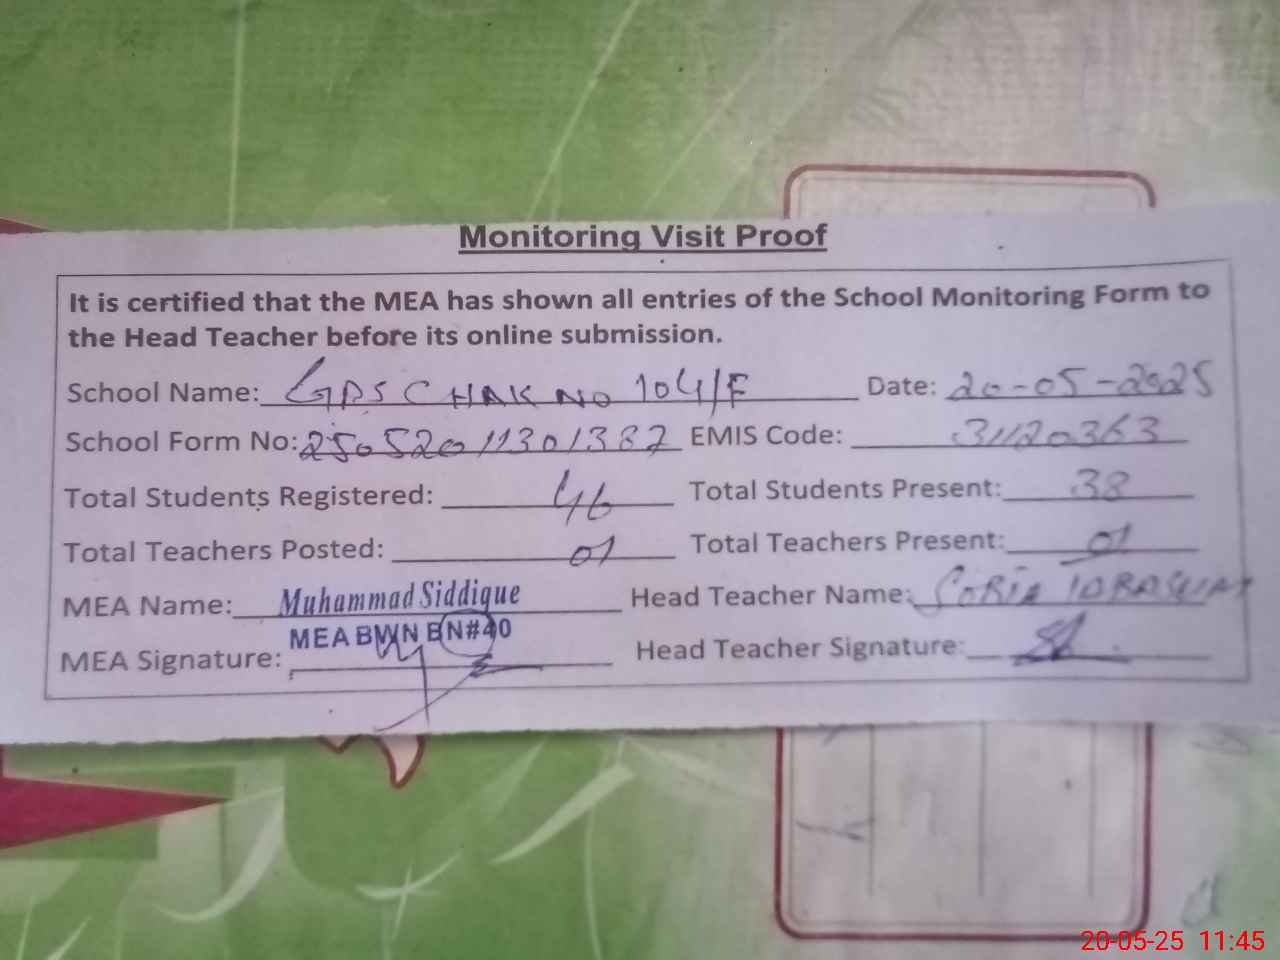 Monitoring Visit Proof
It is certified that the MEA has shown all entries of the School Monitoring Form to
the Head Teacher before its online submission.
School Name: GPS CHAK NO 104/F Date: 20-05-2025
School Form No: 25052011301387 EMIS Code: 31120363
Total Students Registered: 46 Total Students Present: 38
Total Teachers Posted: 01 Total Teachers Present: 01
MEA Name: Muhammad Siddique Head Teacher Name:
MEA BWN BN#40
MEA Signature: Head Teacher Signature:
20-05-25 11:45